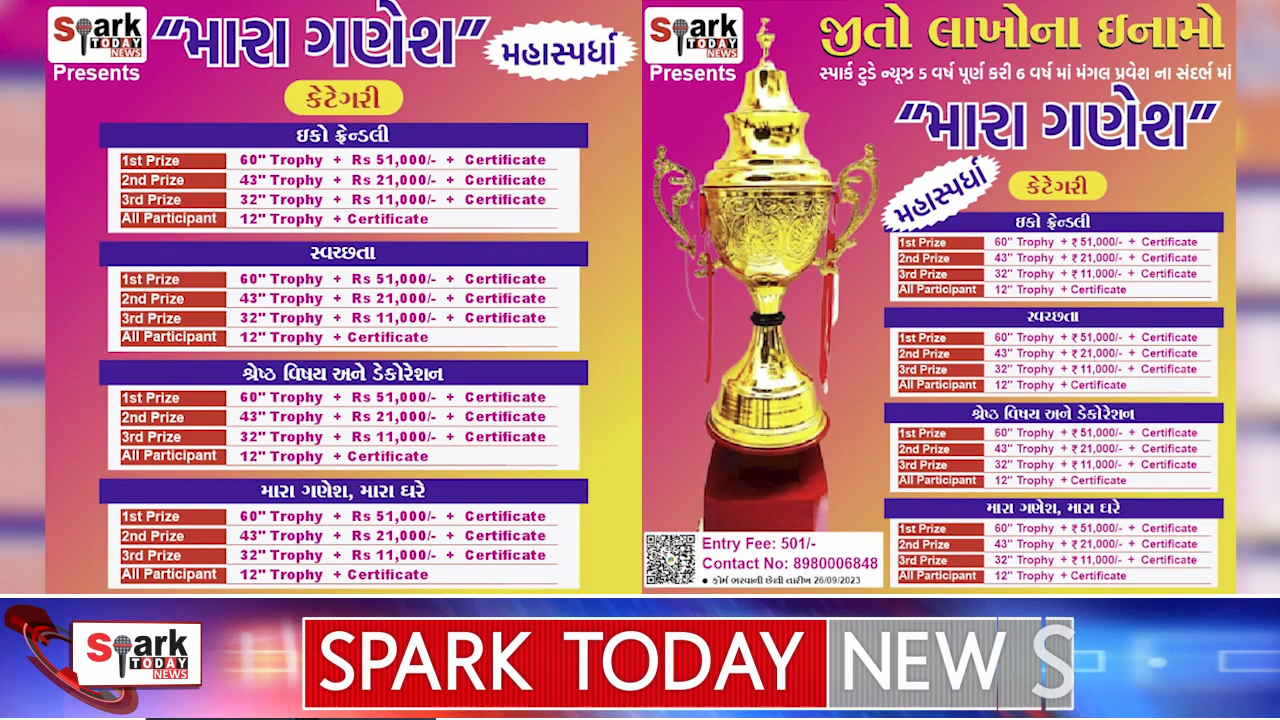 Spark
TODAY
NEWS
Presents
“મારા ગણેશ”
મહાસ્પર્ધા
કેટેગરી
ઇકો ફ્રેન્ડલી
1st Prize 60" Trophy + Rs 51,000/- + Certificate
2nd Prize 43" Trophy + Rs 21,000/- + Certificate
3rd Prize 32" Trophy + Rs 11,000/- + Certificate
All Participant 12" Trophy + Certificate
સ્વચ્છતા
1st Prize 60" Trophy + Rs 51,000/- + Certificate
2nd Prize 43" Trophy + Rs 21,000/- + Certificate
3rd Prize 32" Trophy + Rs 11,000/- + Certificate
All Participant 12" Trophy + Certificate
શ્રેષ્ઠ વિષય અને ડેકોરેશન
1st Prize 60" Trophy + Rs 51,000/- + Certificate
2nd Prize 43" Trophy + Rs 21,000/- + Certificate
3rd Prize 32" Trophy + Rs 11,000/- + Certificate
All Participant 12" Trophy + Certificate
મારા ગણેશ, મારા ઘરે
1st Prize 60" Trophy + Rs 51,000/- + Certificate
2nd Prize 43" Trophy + Rs 21,000/- + Certificate
3rd Prize 32" Trophy + Rs 11,000/- + Certificate
All Participant 12" Trophy + Certificate
Spark
TODAY
NEWS
Presents
જીતો લાખોના ઇનામો
સ્પાર્ક ટુડે ન્યૂઝ 5 વર્ષ પૂર્ણ કરી 6 વર્ષ માં મંગલ પ્રવેશ ના સંદર્ભ માં
“મારા ગણેશ”
મહાસ્પર્ધા
કેટેગરી
ઇકો ફ્રેન્ડલી
1st Prize 60" Trophy + ₹ 51,000/- + Certificate
2nd Prize 43" Trophy + ₹ 21,000/- + Certificate
3rd Prize 32" Trophy + ₹ 11,000/- + Certificate
All Participant 12" Trophy + Certificate
સ્વચ્છતા
1st Prize 60" Trophy + ₹ 51,000/- + Certificate
2nd Prize 43" Trophy + ₹ 21,000/- + Certificate
3rd Prize 32" Trophy + ₹ 11,000/- + Certificate
All Participant 12" Trophy + Certificate
શ્રેષ્ઠ વિષય અને ડેકોરેશન
1st Prize 60" Trophy + ₹ 51,000/- + Certificate
2nd Prize 43" Trophy + ₹ 21,000/- + Certificate
3rd Prize 32" Trophy + ₹ 11,000/- + Certificate
All Participant 12" Trophy + Certificate
મારા ગણેશ, મારા ઘરે
1st Prize 60" Trophy + ₹ 51,000/- + Certificate
2nd Prize 43" Trophy + ₹ 21,000/- + Certificate
3rd Prize 32" Trophy + ₹ 11,000/- + Certificate
All Participant 12" Trophy + Certificate
Entry Fee: 501/-
Contact No: 8980006848
● ફોર્મ ભરવાની છેલ્લી તારીખ 26/09/2023
Spark
TODAY
NEWS
SPARK TODAY NEWS